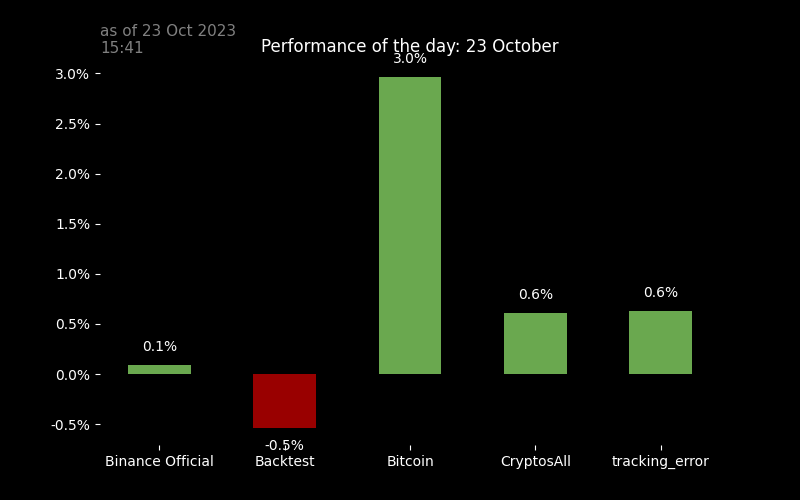 as of 23 Oct 2023
15:41
Performance of the day: 23 October
3.0%
3.0%
2.5%
2.0%
1.5%
1.0%
0.6%
0.6%
0.5%
0.1%
0.0%
-0.5%
-0.5%
Binance Official
Backtest
Bitcoin
CryptosAll
tracking_error